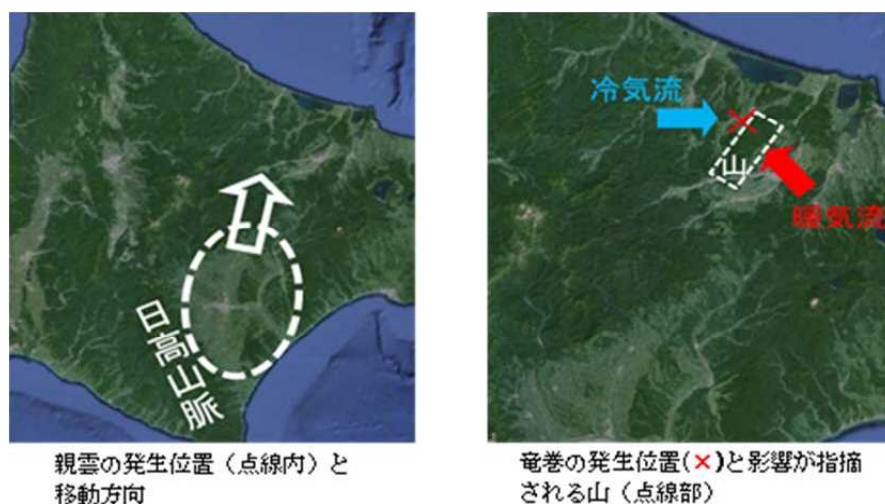 日高山脈
親雲の発生位置（点線内）と
移動方向
冷気流
山
暖気流
竜巻の発生位置(×)と影響が指摘
される山（点線部）